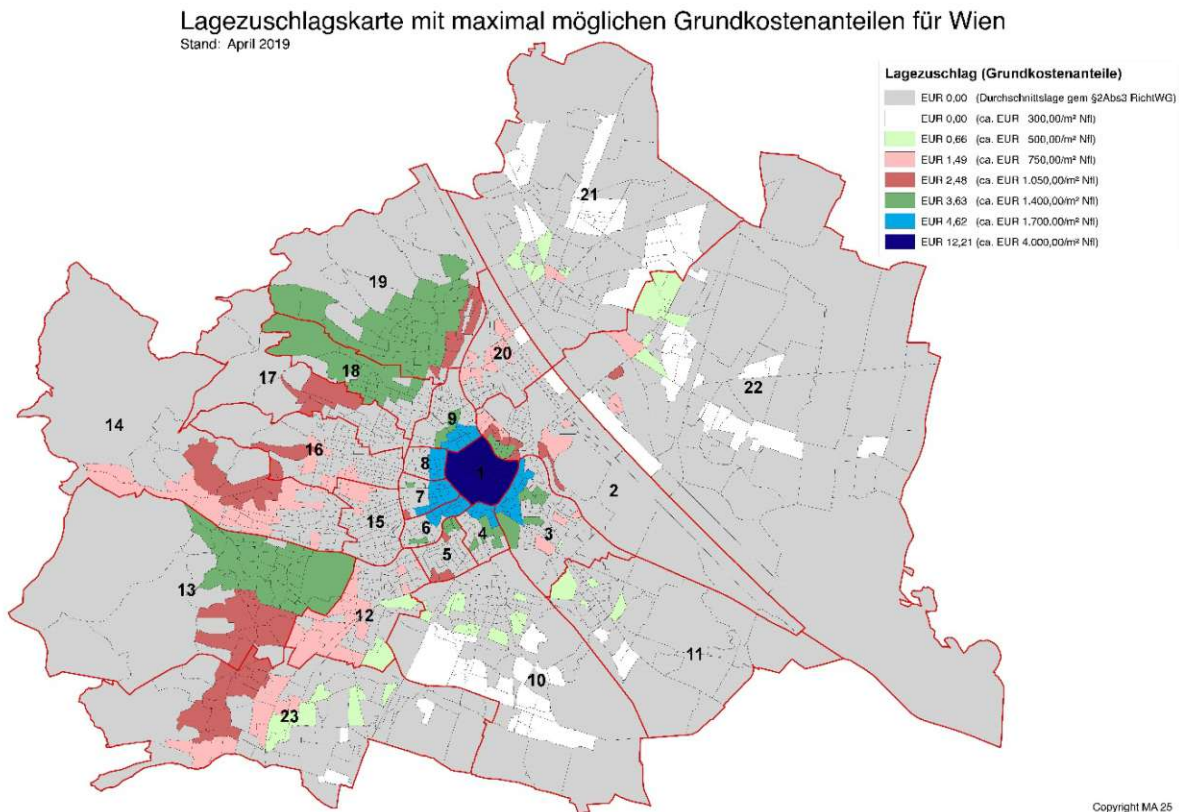 Lagezuschlagskarte mit maximal möglichen Grundkostenanteilen für Wien
Stand: April 2019
Lagezuschlag (Grundkostenanteile)
EUR 0,00 (Durchschnittslage gem §2Abs3 RichtWG)
EUR 0,00 (ca. EUR 300,00/m² Nfl)
EUR 0,66 (ca. EUR 500,00/m² Nfl)
EUR 1,49 (ca. EUR 750,00/m² Nfl)
EUR 2,48 (ca. EUR 1.050,00/m² Nfl)
EUR 3,63 (ca. EUR 1.400,00/m² Nfl)
EUR 4,62 (ca. EUR 1.700,00/m² Nfl)
EUR 12,21 (ca. EUR 4.000,00/m² Nfl)
21
19
20
18
17
22
14
9
16
8
1
7
2
15
6
3
4
5
13
12
11
10
23
Copyright MA 25